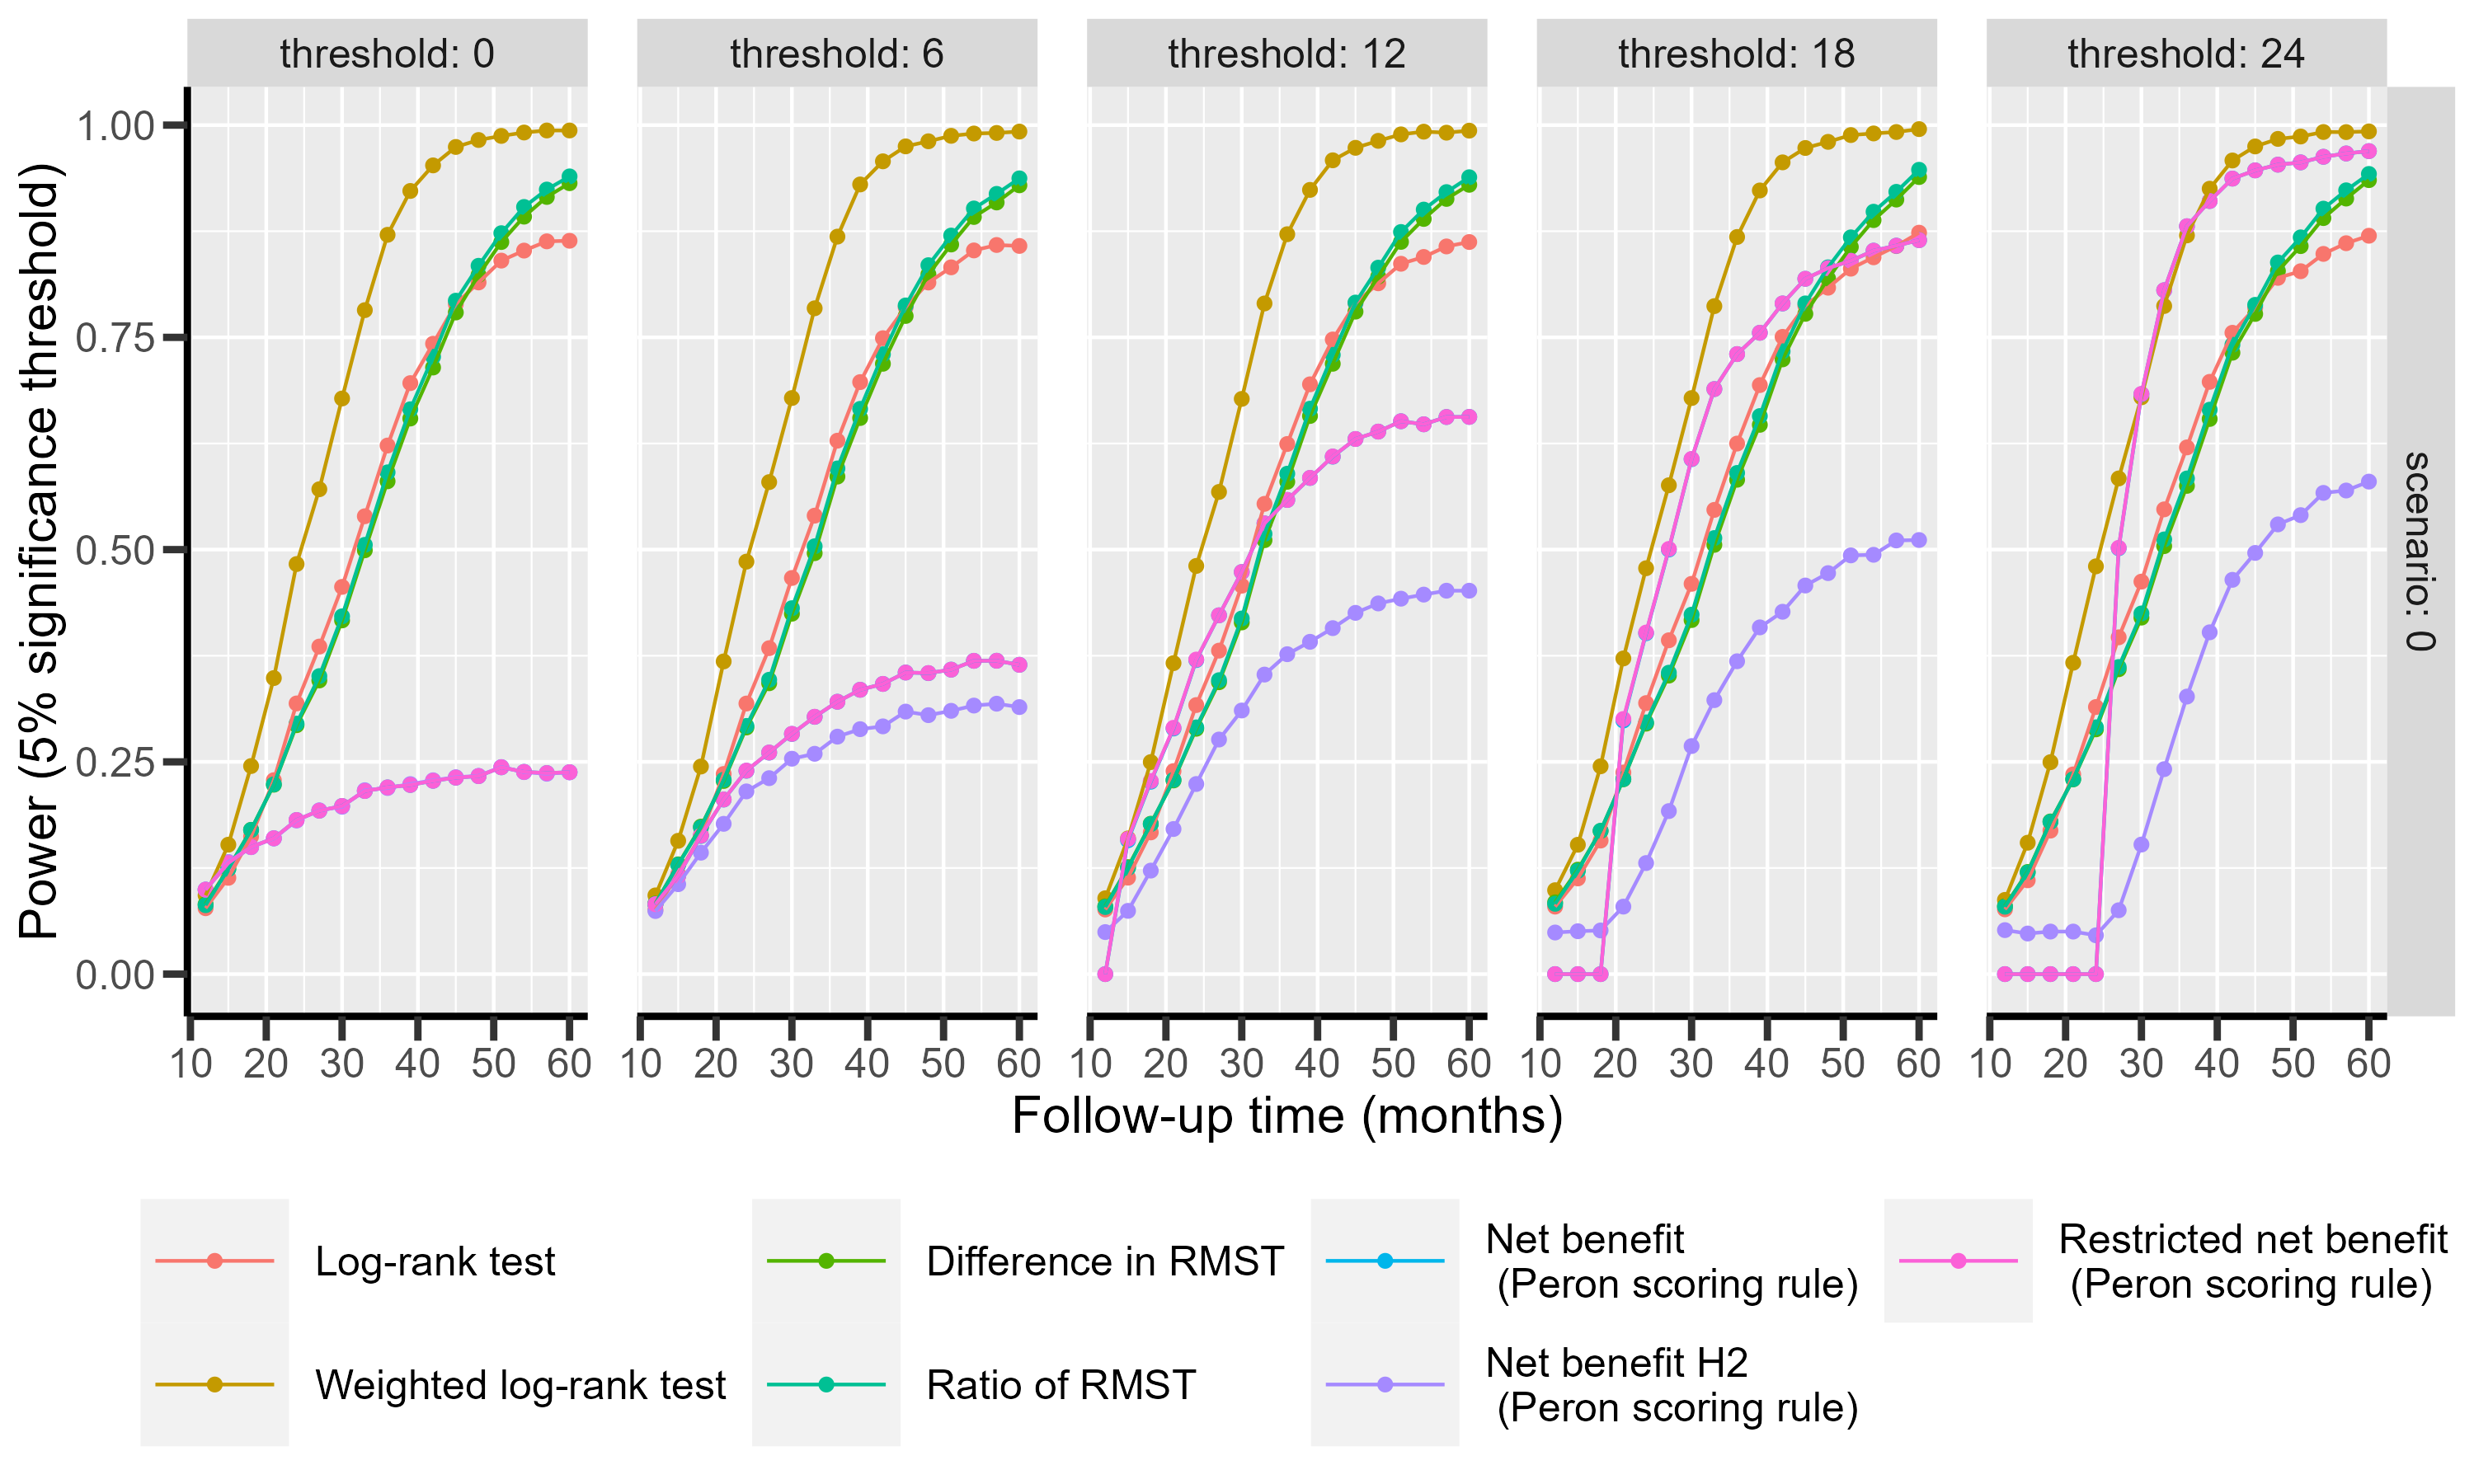 threshold: 0
threshold: 6
threshold: 12
threshold: 18
threshold: 24
scenario: 0
Power (5% significance threshold)
1.00
0.75
0.50
0.25
0.00
10 20 30 40 50 60
10 20 30 40 50 60
10 20 30 40 50 60
10 20 30 40 50 60
10 20 30 40 50 60
Follow-up time (months)
Log-rank test
Weighted log-rank test
Difference in RMST
Ratio of RMST
Net benefit
(Peron scoring rule)
Net benefit H2
(Peron scoring rule)
Restricted net benefit
(Peron scoring rule)